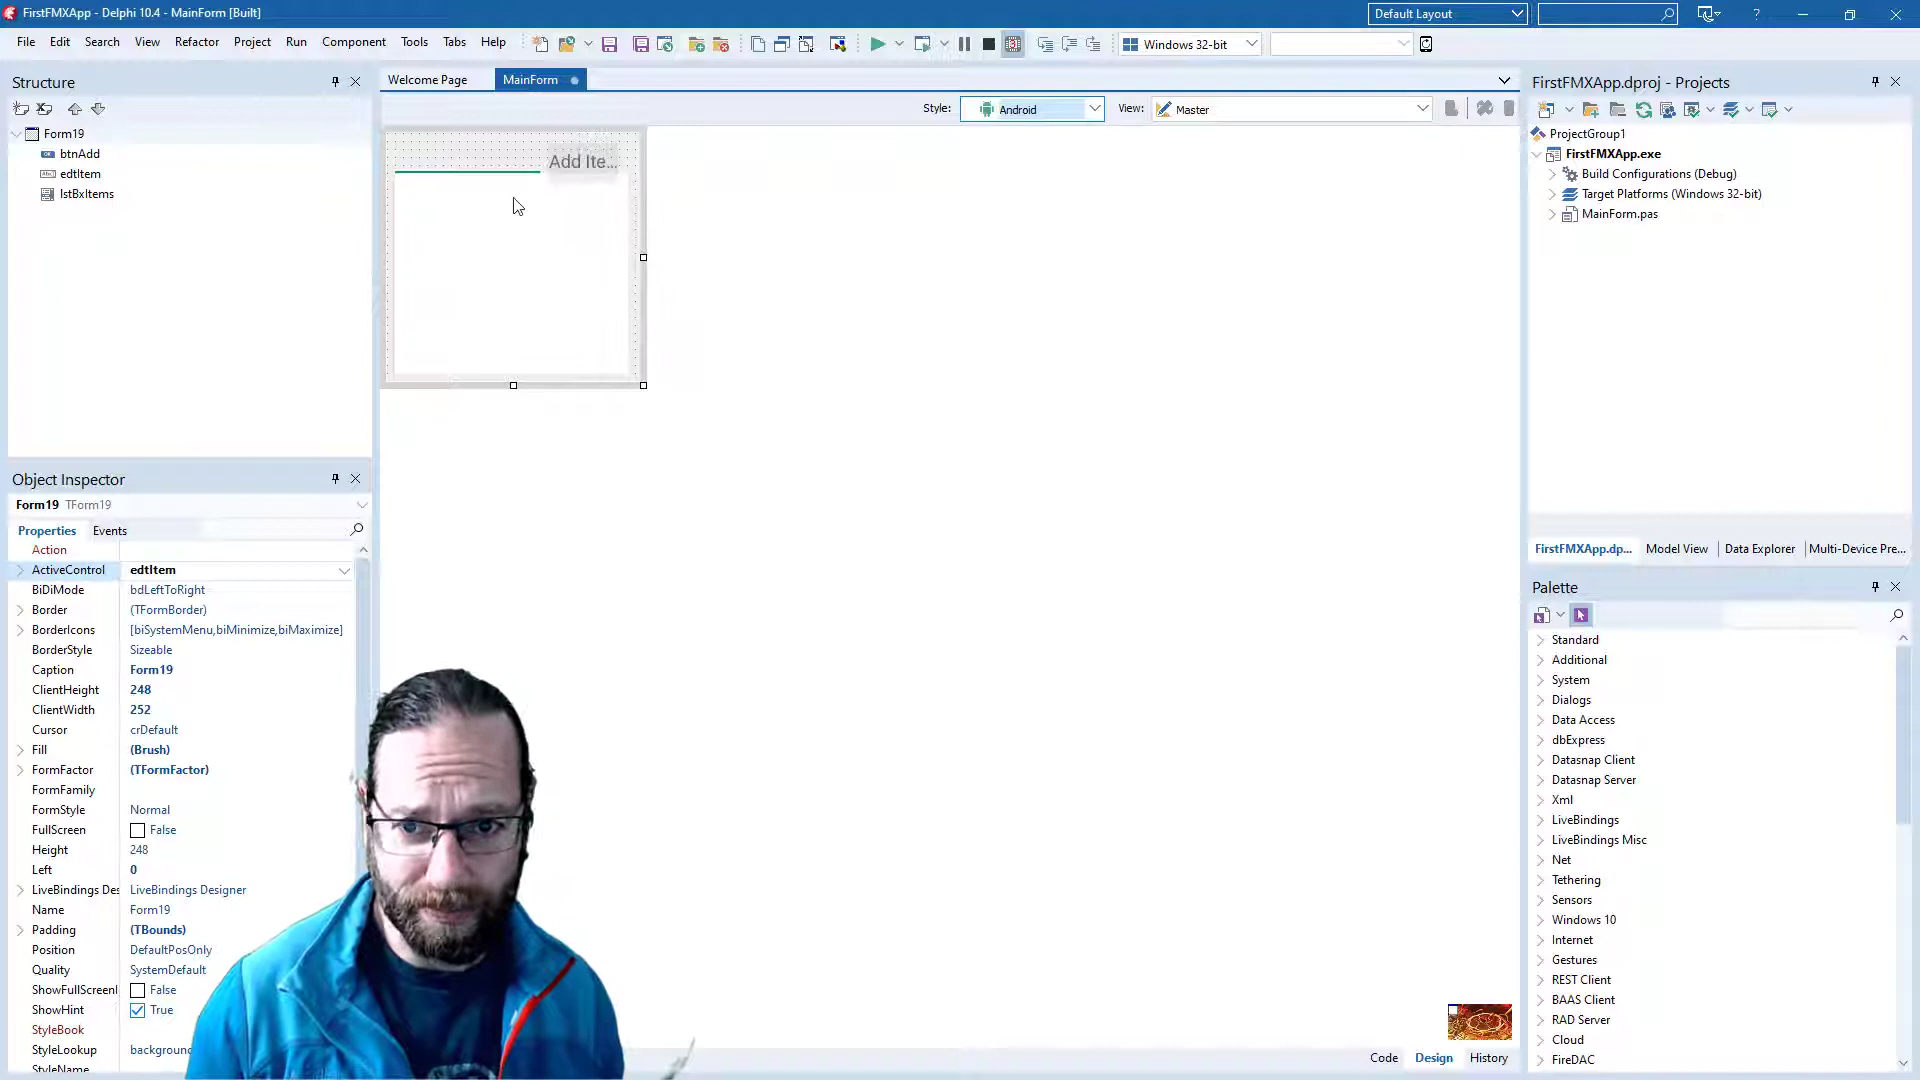 FirstFMXApp - Delphi 10.4 - MainForm [Built]
Default Layout
?
File Edit Search View Refactor Project Run Component Tools Tabs Help
Windows 32-bit
Structure
Form19
btnAdd
edtItem
lstBxItems
Welcome Page
MainForm
Style: Android
View: Master
Add Ite...
FirstFMXApp.dproj - Projects
ProjectGroup1
FirstFMXApp.exe
Build Configurations (Debug)
Target Platforms (Windows 32-bit)
MainForm.pas
FirstFMXApp.dp... Model View Data Explorer Multi-Device Pre...
Object Inspector
Form19 TForm19
Properties Events
Action
ActiveControl edtItem
BiDiMode bdLeftToRight
Border (TFormBorder)
BorderIcons [biSystemMenu,biMinimize,biMaximize]
BorderStyle Sizeable
Caption Form19
ClientHeight 248
ClientWidth 252
Cursor crDefault
Fill (Brush)
FormFactor (TFormFactor)
FormFamily
FormStyle Normal
FullScreen False
Height 248
Left 0
LiveBindings Des LiveBindings Designer
Name Form19
Padding (TBounds)
Position DefaultPosOnly
Quality SystemDefault
ShowFullScreenI False
ShowHint True
StyleBook
StyleLookup backgroun
StyleName
Palette
Standard
Additional
System
Dialogs
Data Access
dbExpress
Datasnap Client
Datasnap Server
Xml
LiveBindings
LiveBindings Misc
Net
Tethering
Sensors
Windows 10
Internet
Gestures
REST Client
BAAS Client
RAD Server
Cloud
FireDAC
Code Design History